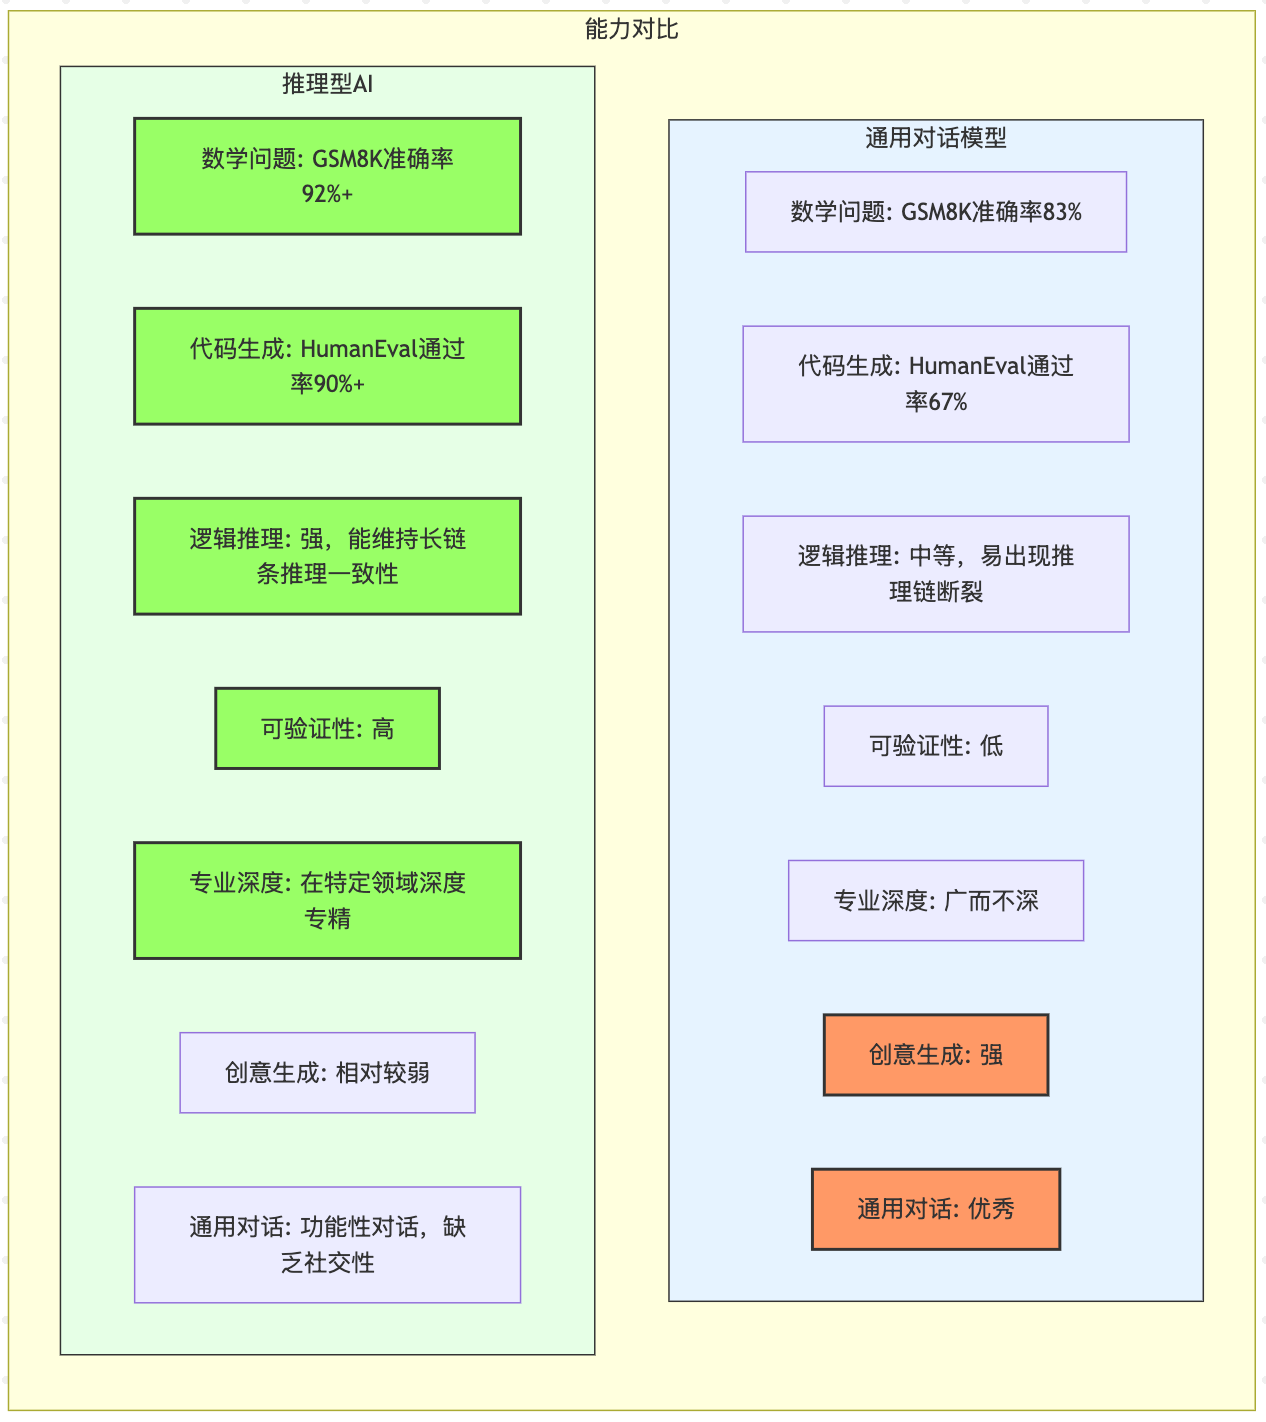 能力对比
推理型AI
数学问题: GSM8K准确率
92%+
代码生成: HumanEval通过
率90%+
逻辑推理: 强，能维持长链
条推理一致性
可验证性: 高
专业深度: 在特定领域深度
专精
创意生成: 相对较弱
通用对话: 功能性对话，缺
乏社交性
通用对话模型
数学问题: GSM8K准确率83%
代码生成: HumanEval通过
率67%
逻辑推理: 中等，易出现推
理链断裂
可验证性: 低
专业深度: 广而不深
创意生成: 强
通用对话: 优秀